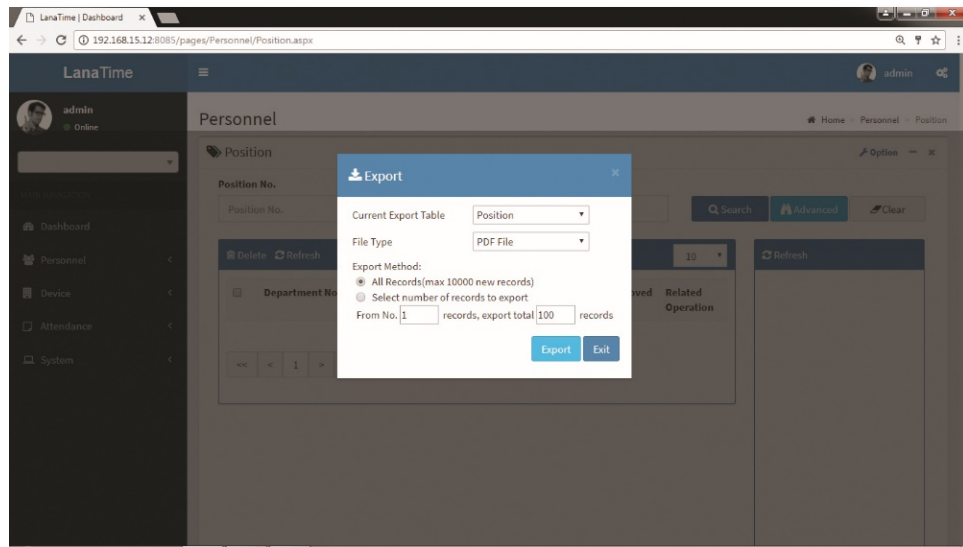 LanaTime | Dashboard
192.168.15.12:8085/pages/Personnel/Position.aspx
LanaTime
admin
admin
Online
Personnel
Home Personnel Position
Position
Option
Position No.
Position No.
Search Advanced Clear
MAIN NAVIGATION
Dashboard
Personnel
Device
Attendance
System
Delete Refresh
10
Refresh
Department No
oved
Related
Operation
<< < 1 >
Export
Current Export Table Position
File Type PDF File
Export Method:
All Records(max 10000 new records)
Select number of records to export
From No. 1 records, export total 100 records
Export Exit